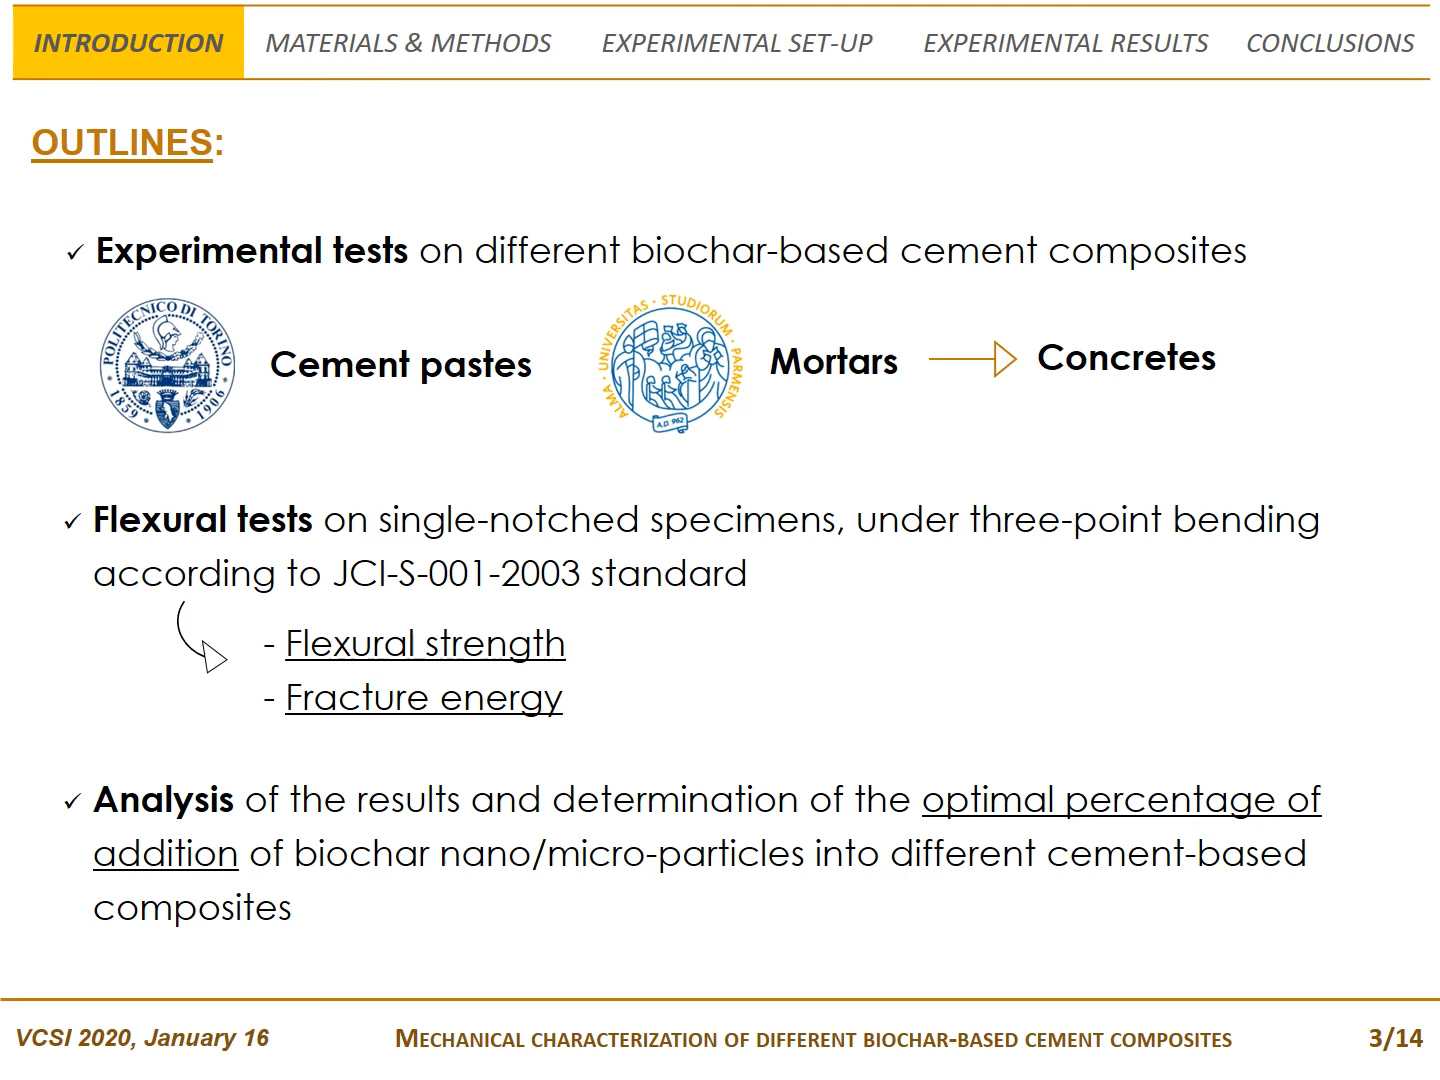 INTRODUCTION MATERIALS & METHODS EXPERIMENTAL SET-UP EXPERIMENTAL RESULTS CONCLUSIONS
OUTLINES:
✓ Experimental tests on different biochar-based cement composites
POLITECNICO DI TORINO
1859 1906
Cement pastes
ALMA · UNIVERSITAS · STUDIORUM · PARMENSIS
A.D. 962
Mortars
Concretes
✓ Flexural tests on single-notched specimens, under three-point bending
according to JCI-S-001-2003 standard
- Flexural strength
- Fracture energy
✓ Analysis of the results and determination of the optimal percentage of
addition of biochar nano/micro-particles into different cement-based
composites
VCSI 2020, January 16 MECHANICAL CHARACTERIZATION OF DIFFERENT BIOCHAR-BASED CEMENT COMPOSITES 3/14